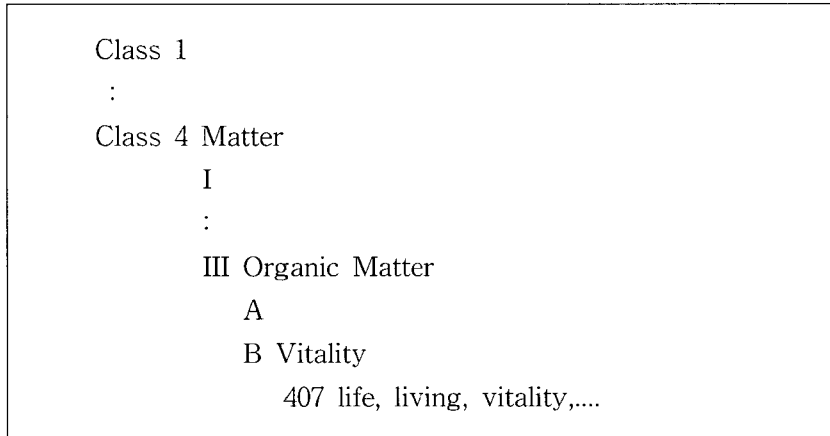 Class 1
:
Class 4 Matter
I
:
III Organic Matter
A
B Vitality
407 life, living, vitality,....